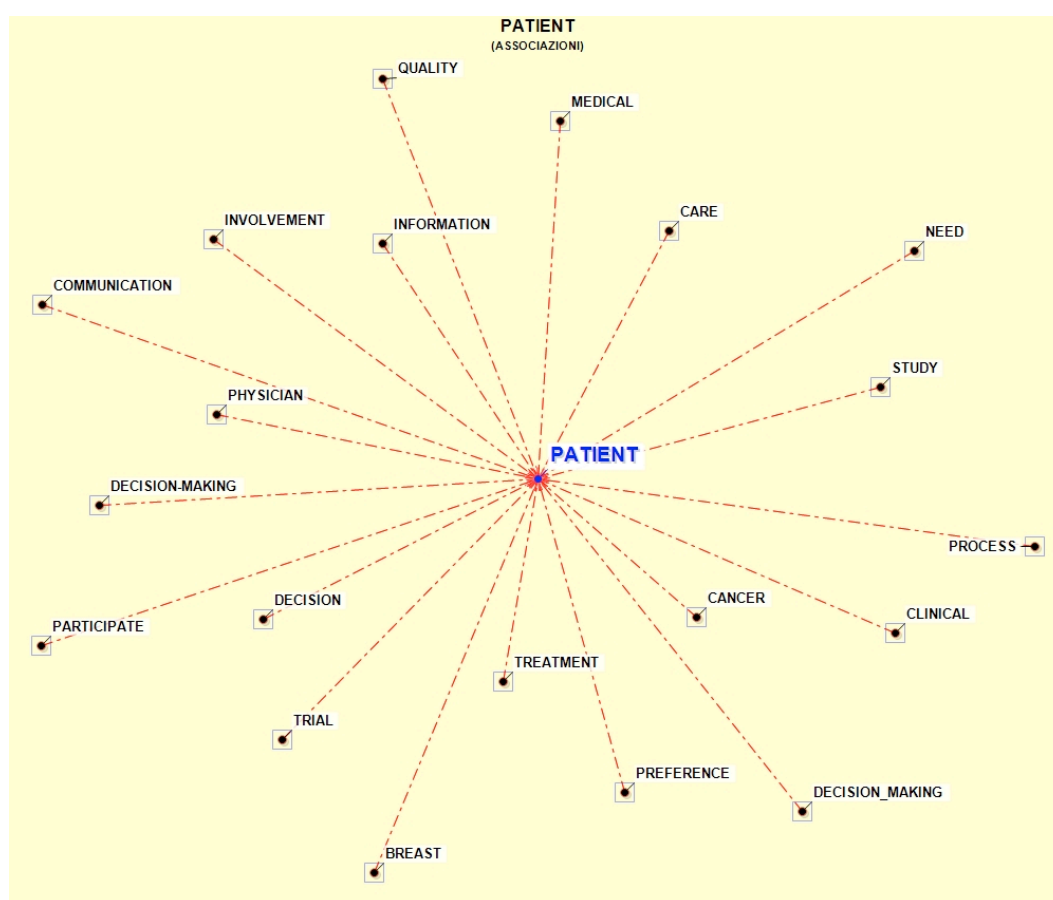 PATIENT
(ASSOCIAZIONI)
QUALITY
MEDICAL
CARE
INVOLVEMENT
INFORMATION
NEED
COMMUNICATION
STUDY
PHYSICIAN
PATIENT
DECISION-MAKING
PROCESS
DECISION
CANCER
CLINICAL
PARTICIPATE
TREATMENT
TRIAL
PREFERENCE
DECISION_MAKING
BREAST